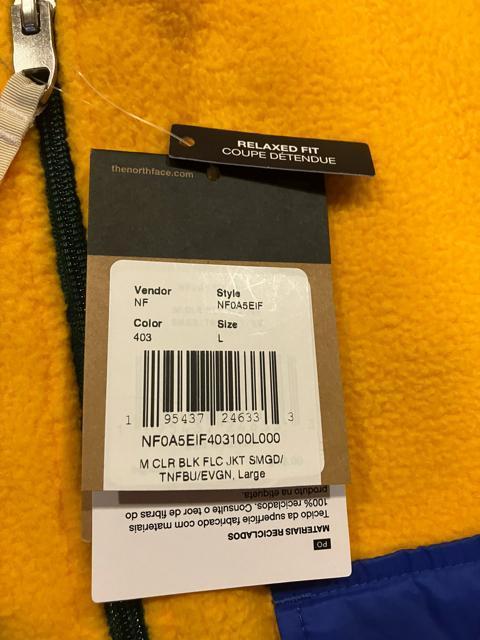 RELAXED FIT
COUPE DÉTENDUE
thenorthface.com
Vendor Style
NF NF0A5EIF
Color Size
403 L
1 95437 24633 3
NF0A5EIF403100L000
M CLR BLK FLC JKT SMGD/
TNFBU/EVGN, Large
PO
MATERIAIS RECICLADOS
Tecido da superfície fabricado com materiais
100% reciclados. Consulte o teor de fibras do
produto na etiqueta.